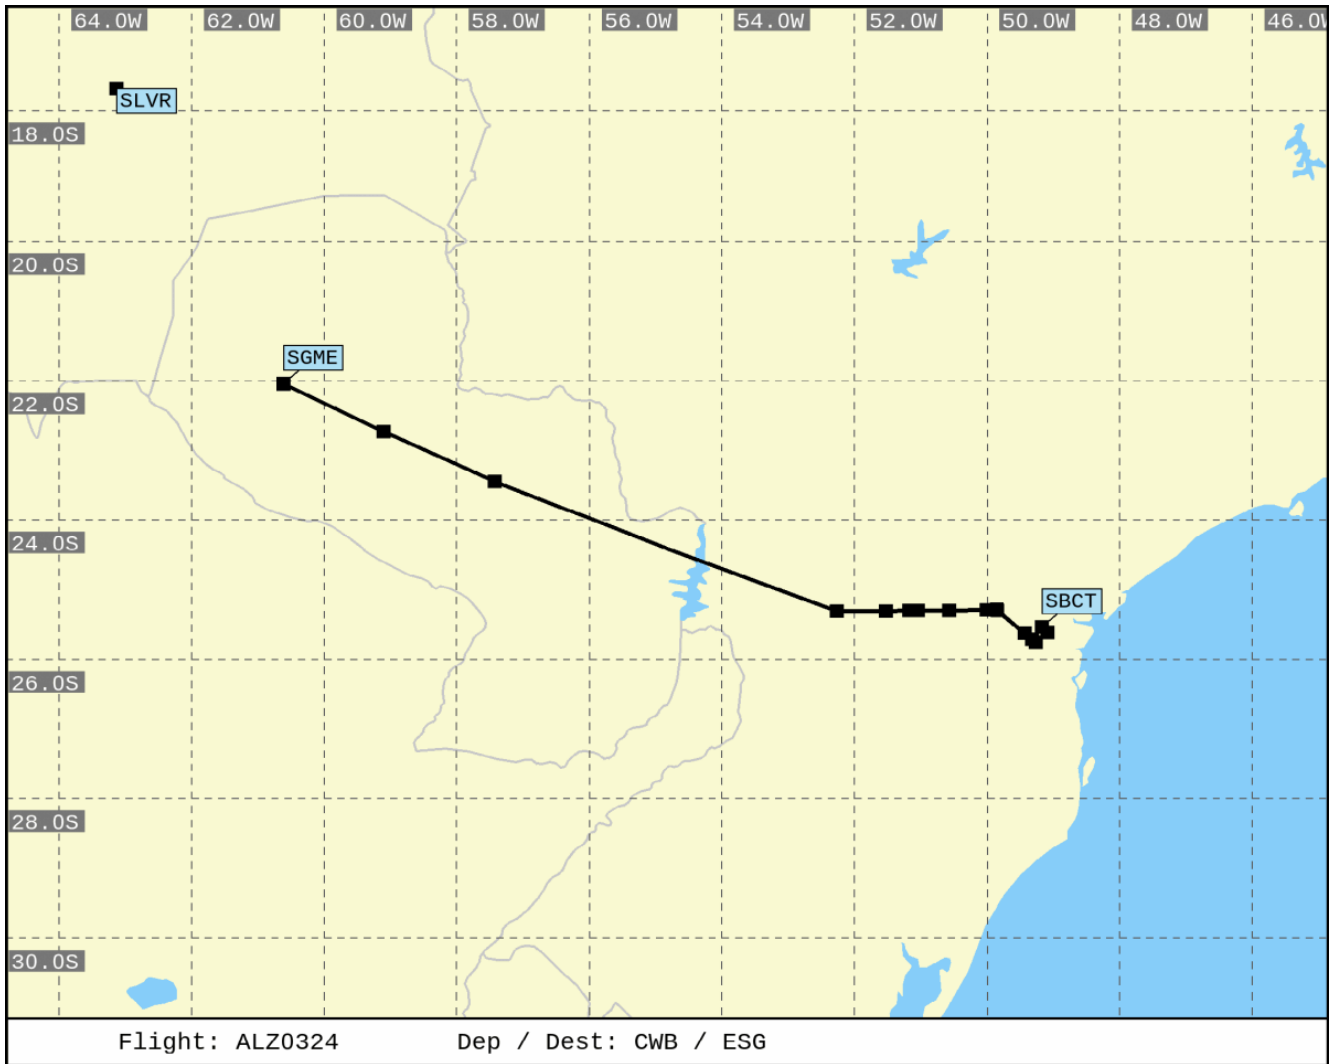 64.0W 62.0W 60.0W 58.0W 56.0W 54.0W 52.0W 50.0W 48.0W 46.0W
SLVR
18.0S
20.0S
SGME
22.0S
24.0S
SBCT
26.0S
28.0S
30.0S
Flight: ALZ0324 Dep / Dest: CWB / ESG